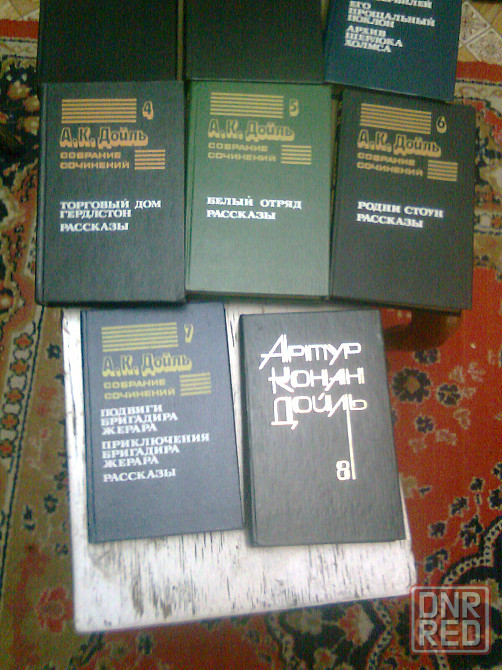 ЕГО
ПРОЩАЛЬНЫЙ
ПОКЛОН
АРХИВ
ШЕРЛОКА
ХОЛМСА
4
А.К. Дойль
СОБРАНИЕ
СОЧИНЕНИЙ
ТОРГОВЫЙ ДОМ
ГЕРДЛСТОН
РАССКАЗЫ
5
А.К. Дойль
СОБРАНИЕ
СОЧИНЕНИЙ
БЕЛЫЙ ОТРЯД
РАССКАЗЫ
6
А.К. Дойль
СОБРАНИЕ
СОЧИНЕНИЙ
РОДНИ СТОУН
РАССКАЗЫ
7
А.К. Дойль
СОБРАНИЕ
СОЧИНЕНИЙ
ПОДВИГИ
БРИГАДИРА
ЖЕРАРА
ПРИКЛЮЧЕНИЯ
БРИГАДИРА
ЖЕРАРА
РАССКАЗЫ
Артур
Конан
Дойль
8
DNR
RED